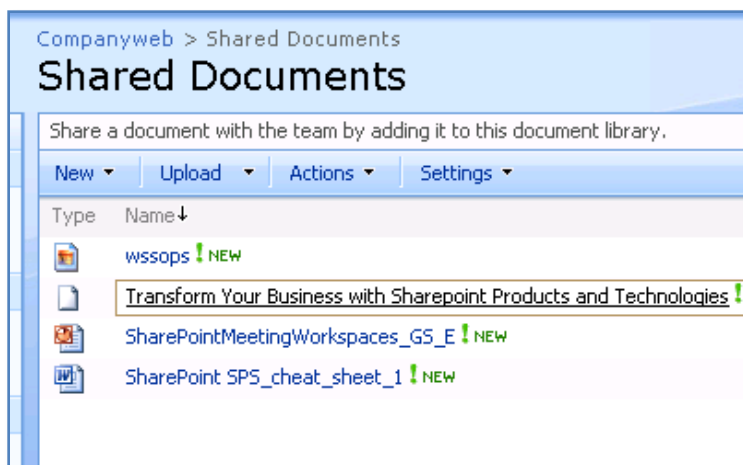 Companyweb > Shared Documents
Shared Documents
Share a document with the team by adding it to this document library.
New Upload Actions Settings
Type Name
wssops ! NEW
Transform Your Business with Sharepoint Products and Technologies !
SharePointMeetingWorkspaces_GS_E ! NEW
SharePoint SPS_cheat_sheet_1 ! NEW